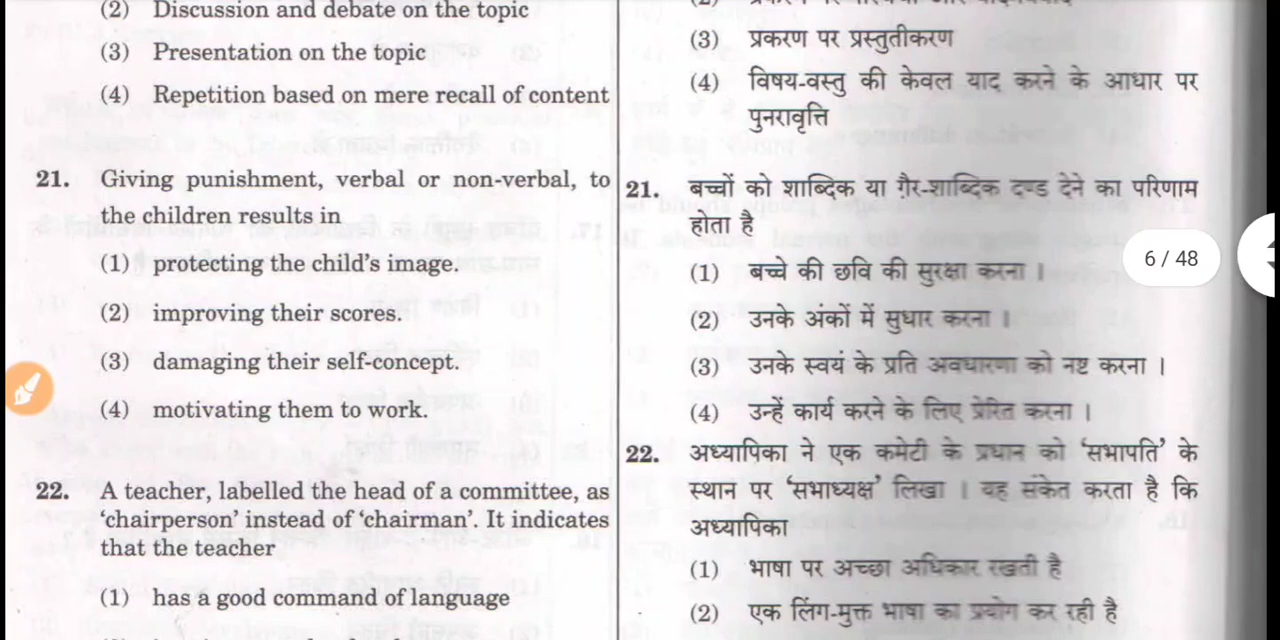 (2) Discussion and debate on the topic
(3) Presentation on the topic
(4) Repetition based on mere recall of content
21. Giving punishment, verbal or non-verbal, to
the children results in
(1) protecting the child's image.
(2) improving their scores.
(3) damaging their self-concept.
(4) motivating them to work.
22. A teacher, labelled the head of a committee, as
'chairperson' instead of 'chairman'. It indicates
that the teacher
(1) has a good command of language
(3) प्रकरण पर प्रस्तुतीकरण
(4) विषय-वस्तु की केवल याद करने के आधार पर
पुनरावृत्ति
21. बच्चों को शाब्दिक या ग़ैर-शाब्दिक दण्ड देने का परिणाम
होता है
(1) बच्चे की छवि की सुरक्षा करना ।
(2) उनके अंकों में सुधार करना ।
(3) उनके स्वयं के प्रति अवधारणा को नष्ट करना ।
(4) उन्हें कार्य करने के लिए प्रेरित करना ।
22. अध्यापिका ने एक कमेटी के प्रधान को 'सभापति' के
स्थान पर 'सभाध्यक्ष' लिखा । यह संकेत करता है कि
अध्यापिका
(1) भाषा पर अच्छा अधिकार रखती है
(2) एक लिंग-मुक्त भाषा का प्रयोग कर रही है
6 / 48